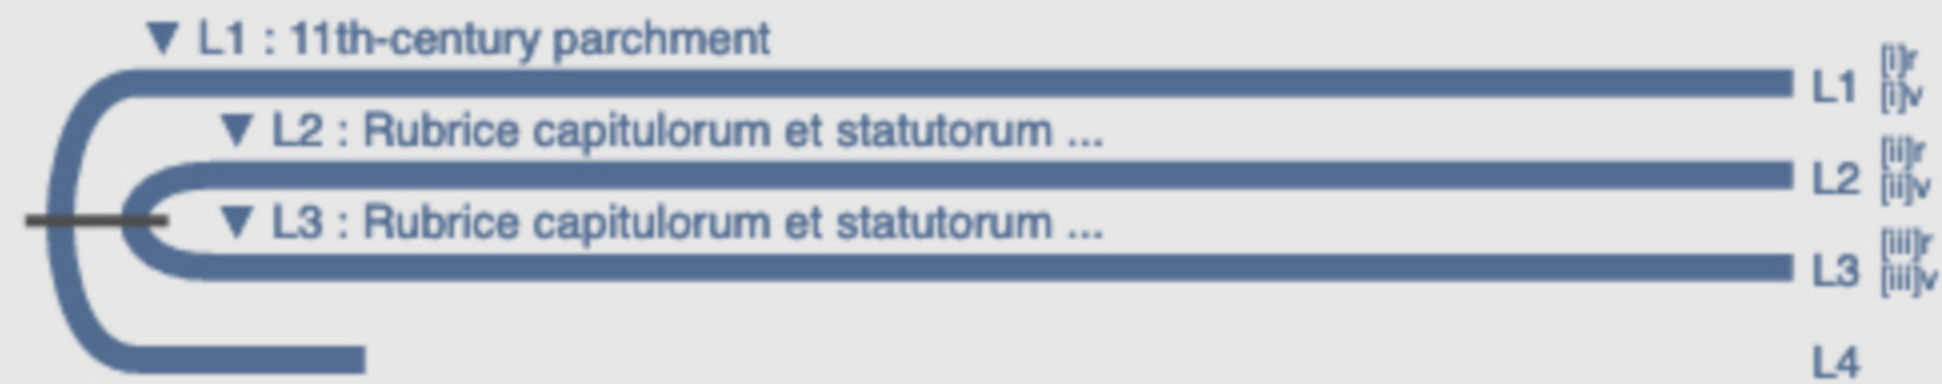 ▼ L1 : 11th-century parchment
L1 [i]r
[i]v
▼ L2 : Rubrice capitulorum et statutorum ...
L2 [ii]r
[ii]v
▼ L3 : Rubrice capitulorum et statutorum ...
L3 [iii]r
[iii]v
L4